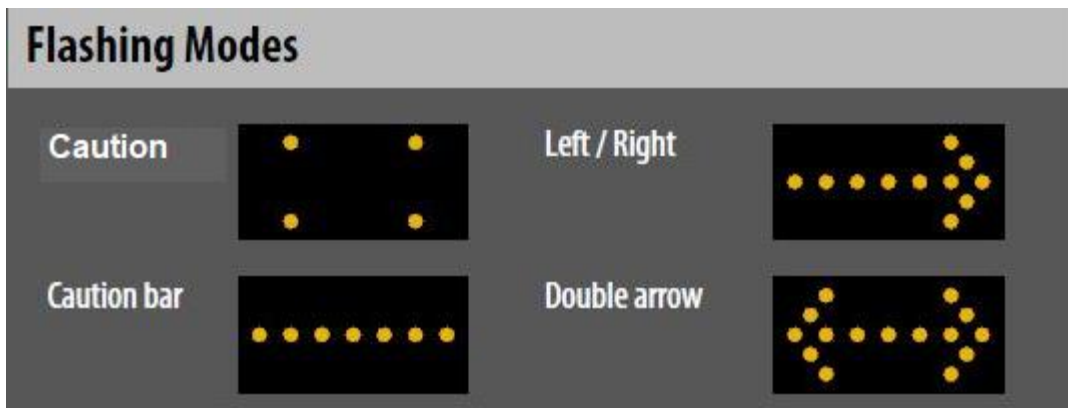 Flashing Modes
Caution
Left / Right
Caution bar
Double arrow